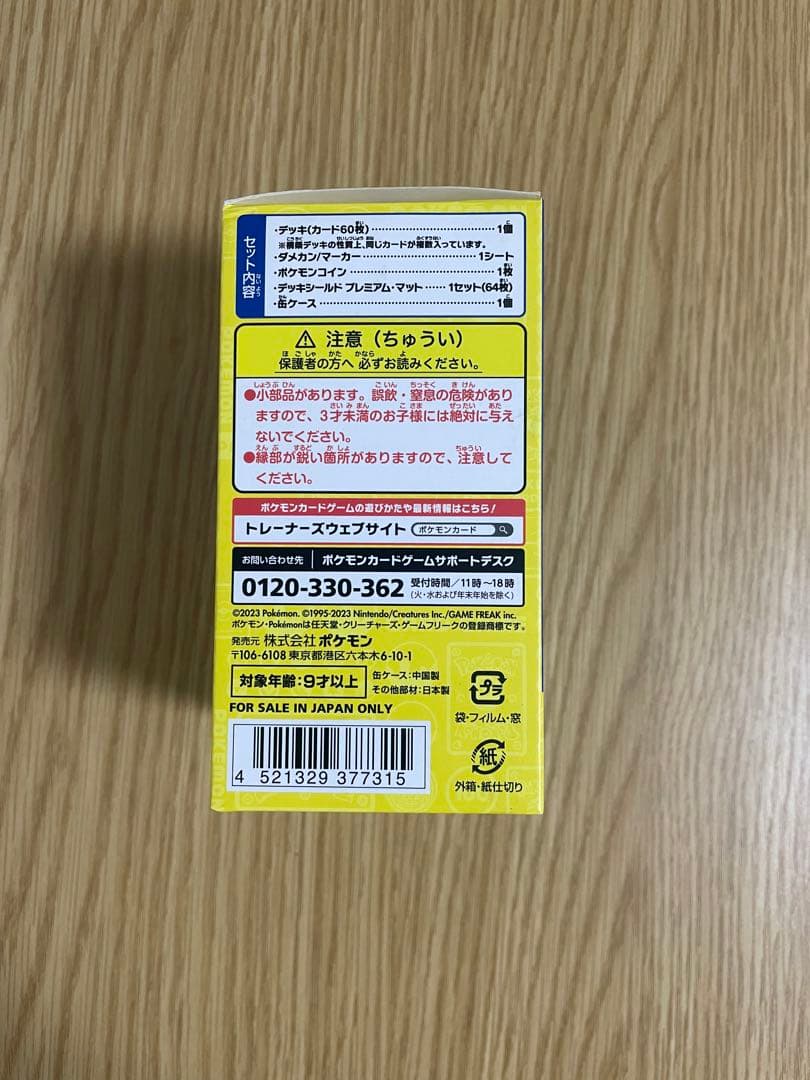 セット内容
・デッキ(カード60枚)……………………1個
※構築デッキの性質上、同じカードが複数入っています。
・ダメカン/マーカー……………………1シート
・ポケモンコイン……………………1枚
・デッキシールド プレミアム・マット……1セット(64枚)
・缶ケース……………………1個
⚠ 注意(ちゅうい)
保護者の方へ 必ずお読みください。
●小部品があります。誤飲・窒息の危険があり
ますので、3才未満のお子様には絶対に与え
ないでください。
●縁部が鋭い箇所がありますので、注意して
ください。
ポケモンカードゲームの遊びかたや最新情報はこちら!
トレーナーズウェブサイト ポケモンカード
お問い合わせ先 ポケモンカードゲームサポートデスク
0120-330-362 受付時間/11時~18時
(火・水および年末年始を除く)
©2023 Pokémon. ©1995-2023 Nintendo/Creatures Inc./GAME FREAK inc.
ポケモン・Pokémonは任天堂・クリーチャーズ・ゲームフリークの登録商標です。
発売元 株式会社ポケモン
〒106-6108 東京都港区六本木6-10-1
対象年齢:9才以上 缶ケース:中国製
その他部材:日本製
FOR SALE IN JAPAN ONLY
プラ
袋・フィルム・窓
紙
外箱・紙仕切り
4 521329 377315